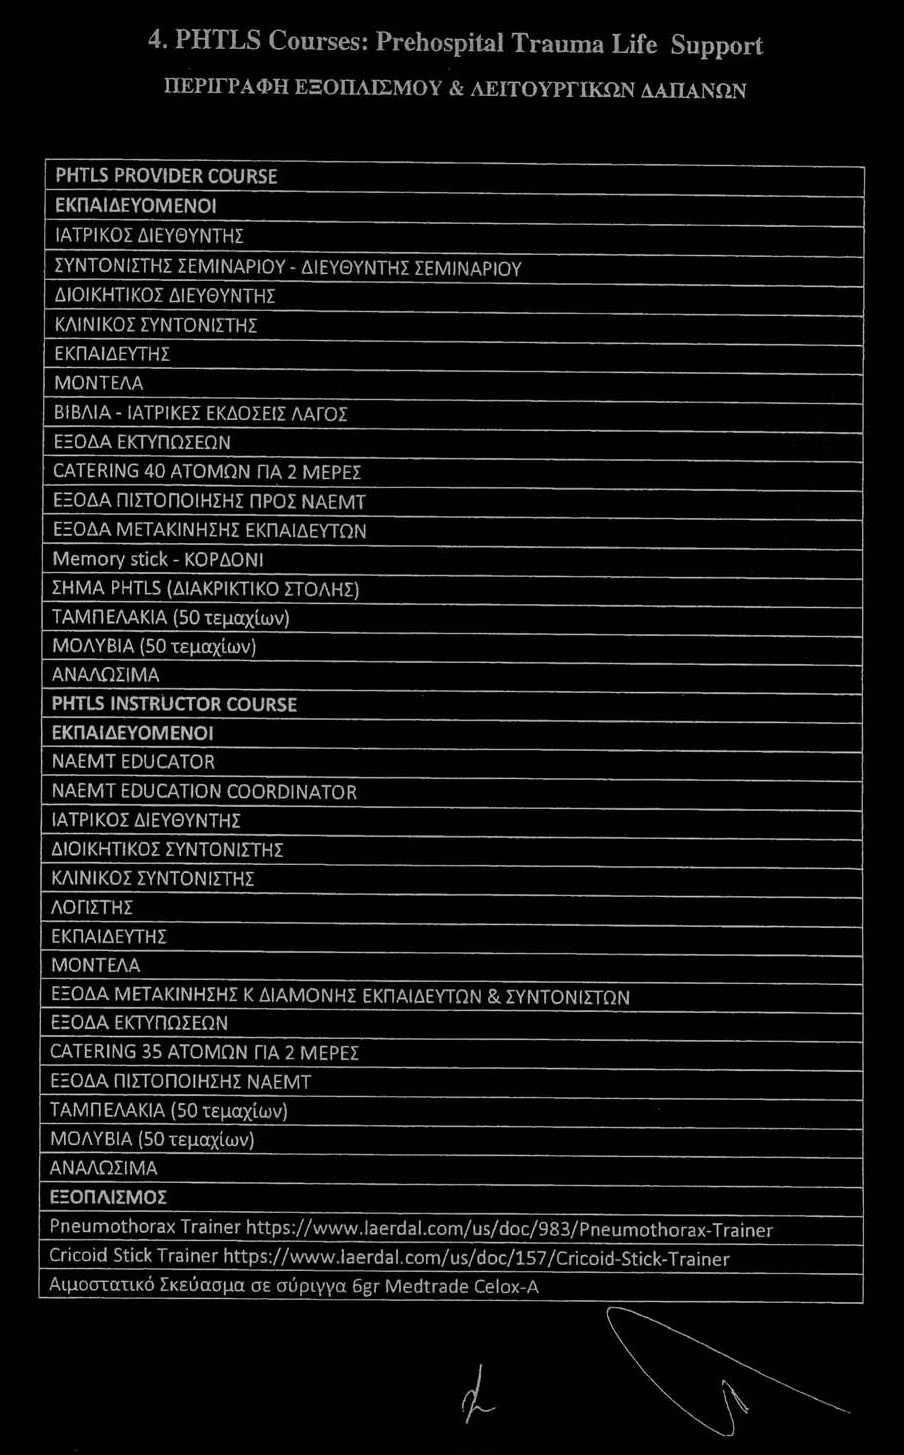 4. PHTLS Courses: Prehospital Trauma Life Support
ΠΕΡΙΓΡΑΦΗ ΕΞΟΠΛΙΣΜΟΥ & ΛΕΙΤΟΥΡΓΙΚΩΝ ΔΑΠΑΝΩΝ
PHTLS PROVIDER COURSE
ΕΚΠΑΙΔΕΥΟΜΕΝΟΙ
ΙΑΤΡΙΚΟΣ ΔΙΕΥΘΥΝΤΗΣ
ΣΥΝΤΟΝΙΣΤΗΣ ΣΕΜΙΝΑΡΙΟΥ - ΔΙΕΥΘΥΝΤΗΣ ΣΕΜΙΝΑΡΙΟΥ
ΔΙΟΙΚΗΤΙΚΟΣ ΔΙΕΥΘΥΝΤΗΣ
ΚΛΙΝΙΚΟΣ ΣΥΝΤΟΝΙΣΤΗΣ
ΕΚΠΑΙΔΕΥΤΗΣ
ΜΟΝΤΕΛΑ
ΒΙΒΛΙΑ - ΙΑΤΡΙΚΕΣ ΕΚΔΟΣΕΙΣ ΛΑΓΟΣ
ΕΞΟΔΑ ΕΚΤΥΠΩΣΕΩΝ
CATERING 40 ΑΤΟΜΩΝ ΓΙΑ 2 ΜΕΡΕΣ
ΕΞΟΔΑ ΠΙΣΤΟΠΟΙΗΣΗΣ ΠΡΟΣ ΝΑΕΜΤ
ΕΞΟΔΑ ΜΕΤΑΚΙΝΗΣΗΣ ΕΚΠΑΙΔΕΥΤΩΝ
Memory stick - ΚΟΡΔΟΝΙ
ΣΗΜΑ PHTLS (ΔΙΑΚΡΙΚΤΙΚΟ ΣΤΟΛΗΣ)
ΤΑΜΠΕΛΑΚΙΑ (50 τεμαχίων)
ΜΟΛΥΒΙΑ (50 τεμαχίων)
ΑΝΑΛΩΣΙΜΑ
PHTLS INSTRUCTOR COURSE
ΕΚΠΑΙΔΕΥΟΜΕΝΟΙ
NAEMT EDUCATOR
NAEMT EDUCATION COORDINATOR
ΙΑΤΡΙΚΟΣ ΔΙΕΥΘΥΝΤΗΣ
ΔΙΟΙΚΗΤΙΚΟΣ ΣΥΝΤΟΝΙΣΤΗΣ
ΚΛΙΝΙΚΟΣ ΣΥΝΤΟΝΙΣΤΗΣ
ΛΟΓΙΣΤΗΣ
ΕΚΠΑΙΔΕΥΤΗΣ
ΜΟΝΤΕΛΑ
ΕΞΟΔΑ ΜΕΤΑΚΙΝΗΣΗΣ Κ ΔΙΑΜΟΝΗΣ ΕΚΠΑΙΔΕΥΤΩΝ & ΣΥΝΤΟΝΙΣΤΩΝ
ΕΞΟΔΑ ΕΚΤΥΠΩΣΕΩΝ
CATERING 35 ΑΤΟΜΩΝ ΓΙΑ 2 ΜΕΡΕΣ
ΕΞΟΔΑ ΠΙΣΤΟΠΟΙΗΣΗΣ ΝΑΕΜΤ
ΤΑΜΠΕΛΑΚΙΑ (50 τεμαχίων)
ΜΟΛΥΒΙΑ (50 τεμαχίων)
ΑΝΑΛΩΣΙΜΑ
ΕΞΟΠΛΙΣΜΟΣ
Pneumothorax Trainer https://www.laerdal.com/us/doc/983/Pneumothorax-Trainer
Cricoid Stick Trainer https://www.laerdal.com/us/doc/157/Cricoid-Stick-Trainer
Αιμοστατικό Σκεύασμα σε σύριγγα 6gr Medtrade Celox-A